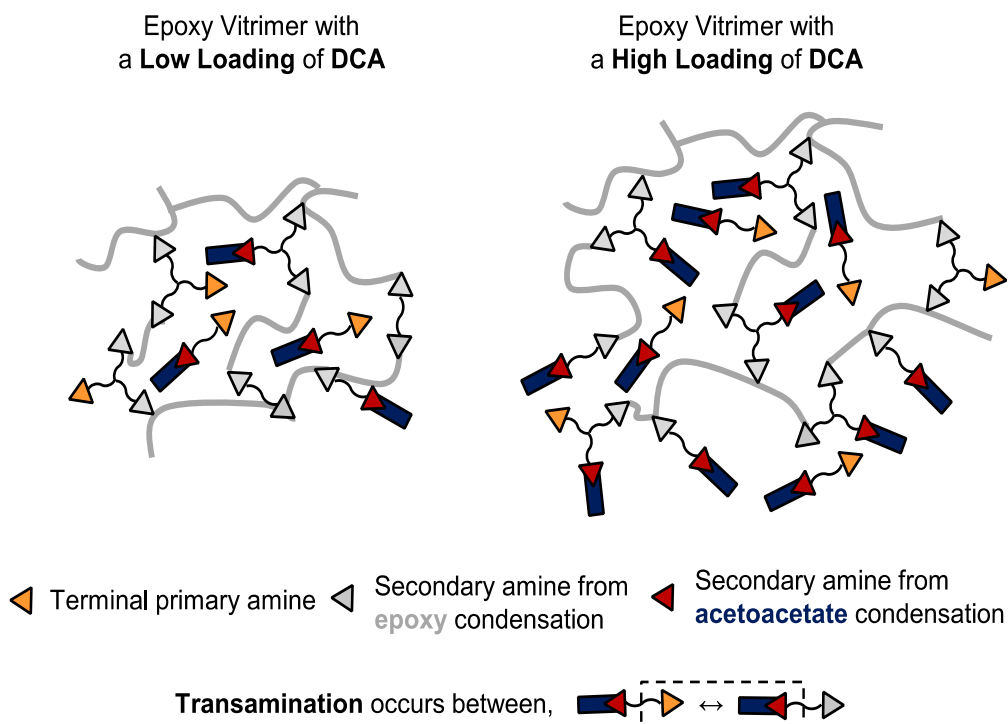 Epoxy Vitrimer with
a Low Loading of DCA
Epoxy Vitrimer with
a High Loading of DCA
Terminal primary amine
Secondary amine from
epoxy condensation
Secondary amine from
acetoacetate condensation
Transamination occurs between,